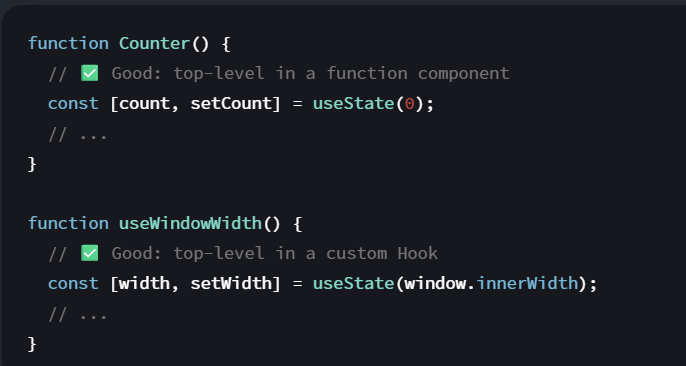 function Counter() {
  // ✅ Good: top-level in a function component
  const [count, setCount] = useState(0);
  // ...
}

function useWindowWidth() {
  // ✅ Good: top-level in a custom Hook
  const [width, setWidth] = useState(window.innerWidth);
  // ...
}